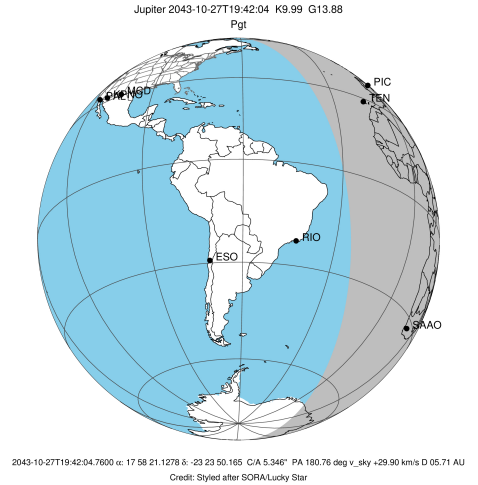 Jupiter 2043-10-27T19:42:04 K9.99 G13.88
Pgt
PIC
TEN
MCD
RIO
ESO
SAAO
2043-10-27T19:42:04.7600 α: 17 58 21.1278 δ: -23 23 50.165 C/A 5.346" PA 180.76 deg v_sky +29.90 km/s D 05.71 AU
Credit: Styled after SORA/Lucky Star